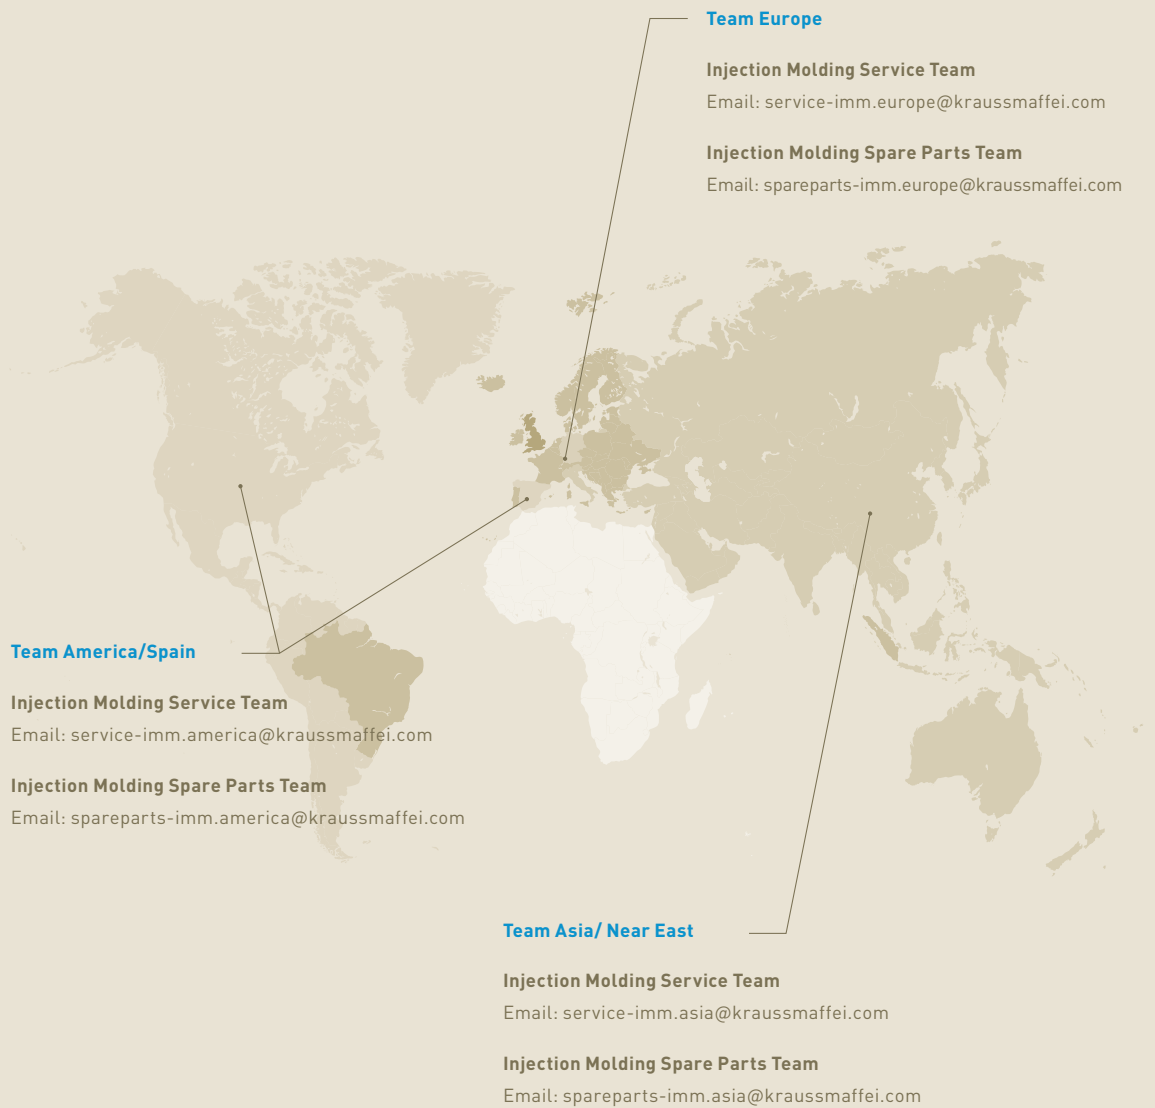 Team Europe
Injection Molding Service Team
Email: service-imm.europe@kraussmaffei.com
Injection Molding Spare Parts Team
Email: spareparts-imm.europe@kraussmaffei.com
Team America/Spain
Injection Molding Service Team
Email: service-imm.america@kraussmaffei.com
Injection Molding Spare Parts Team
Email: spareparts-imm.america@kraussmaffei.com
Team Asia/ Near East
Injection Molding Service Team
Email: service-imm.asia@kraussmaffei.com
Injection Molding Spare Parts Team
Email: spareparts-imm.asia@kraussmaffei.com